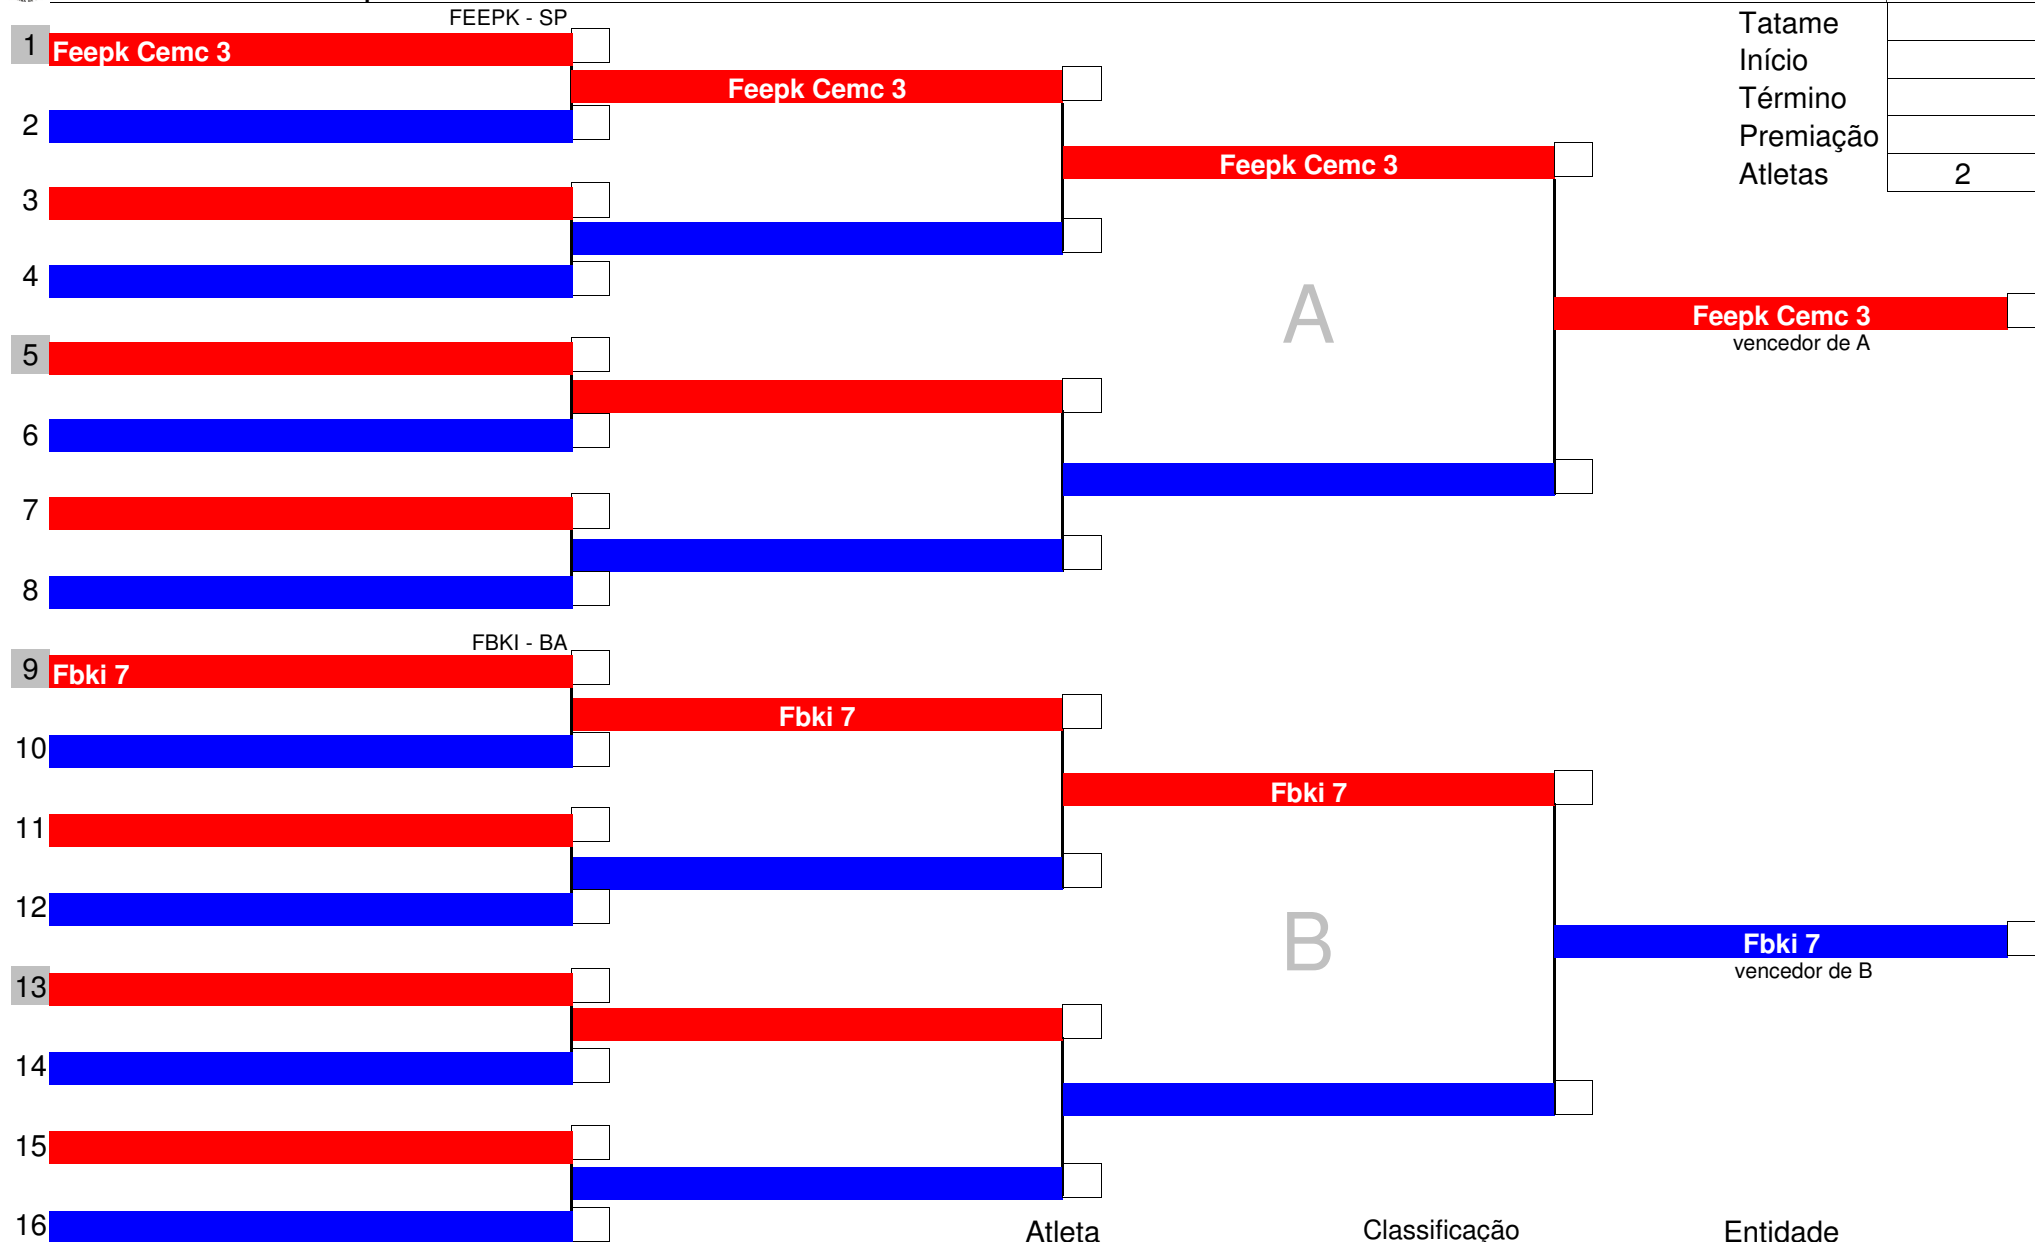 FEEPK - SP
Tatame
1 Feepk Cemc 3
Início
Feepk Cemc 3
Término
2
Premiação
Feepk Cemc 3
Atletas 2
3
4
A
Feepk Cemc 3
vencedor de A
5
6
7
8
FBKI - BA
9 Fbki 7
Fbki 7
10
Fbki 7
11
12
B
Fbki 7
vencedor de B
13
14
15
16
Atleta Classificação Entidade